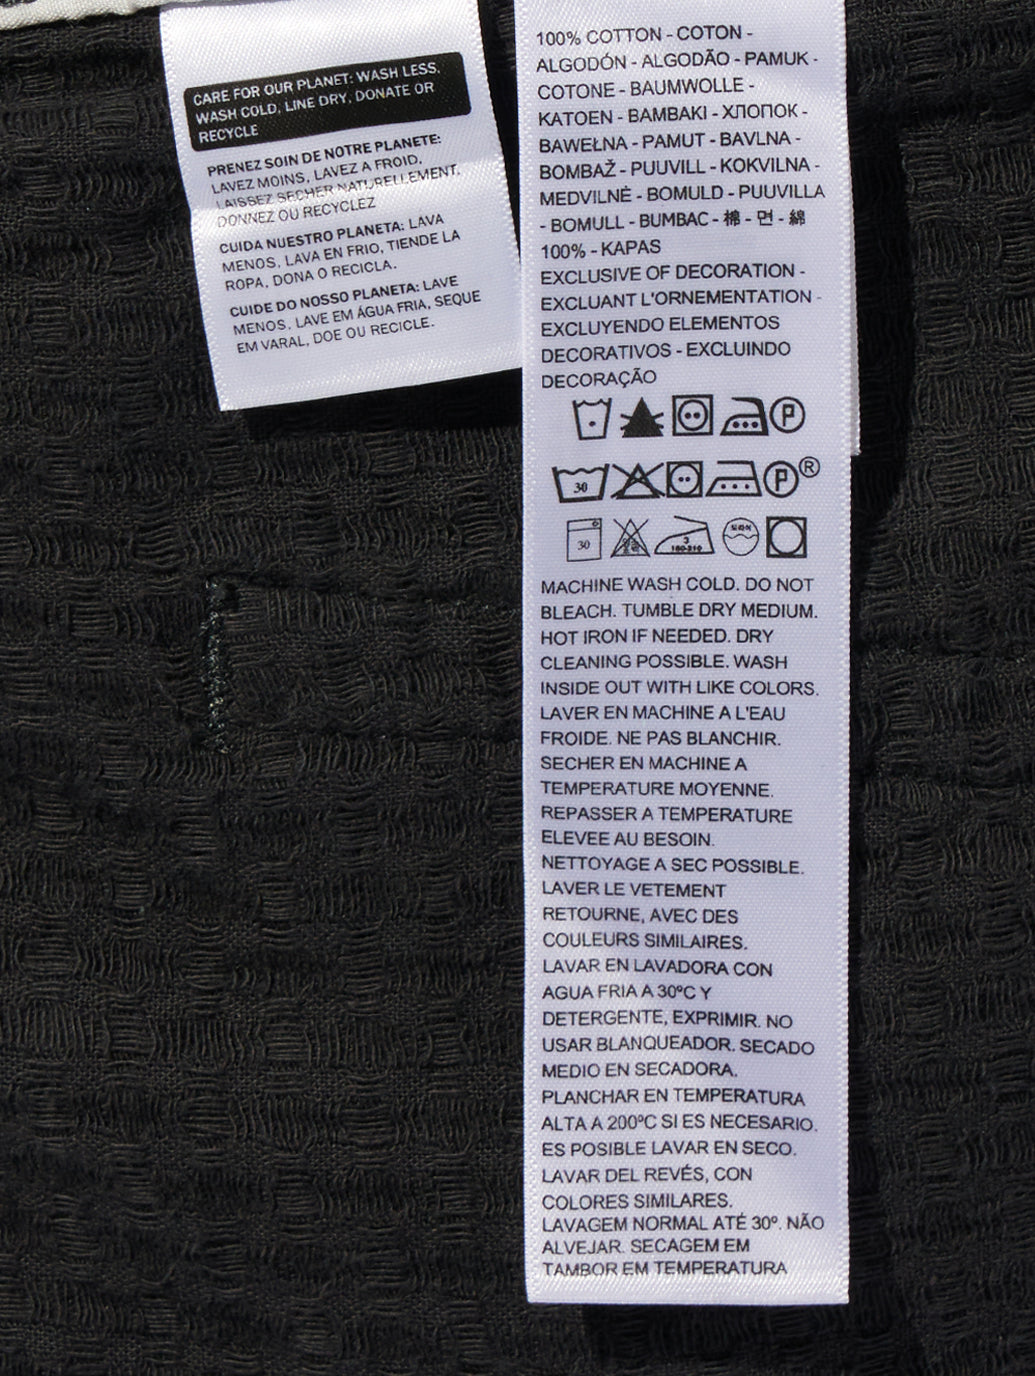 CARE FOR OUR PLANET: WASH LESS,
WASH COLD, LINE DRY, DONATE OR
RECYCLE
PRENEZ SOIN DE NOTRE PLANETE:
LAVEZ MOINS, LAVEZ A FROID,
LAISSEZ SECHER NATURELLEMENT,
DONNEZ OU RECYCLEZ
CUIDA NUESTRO PLANETA: LAVA
MENOS, LAVA EN FRIO, TIENDE LA
ROPA, DONA O RECICLA.
CUIDE DO NOSSO PLANETA: LAVE
MENOS, LAVE EM ÁGUA FRIA, SEQUE
EM VARAL, DOE OU RECICLE.
100% COTTON - COTON -
ALGODÓN - ALGODÃO - PAMUK -
COTONE - BAUMWOLLE -
KATOEN - BAMBAKI - ХЛОПОК -
BAWEŁNA - PAMUT - BAVLNA -
BOMBAŽ - PUUVILL - KOKVILNA -
MEDVILNĖ - BOMULD - PUUVILLA
- BOMULL - BUMBAC - 棉 - 면 - 綿
100% - KAPAS
EXCLUSIVE OF DECORATION -
EXCLUANT L'ORNEMENTATION -
EXCLUYENDO ELEMENTOS
DECORATIVOS - EXCLUINDO
DECORAÇÃO
P
30 P ®
30 3 180-210 드라이
MACHINE WASH COLD. DO NOT
BLEACH. TUMBLE DRY MEDIUM.
HOT IRON IF NEEDED. DRY
CLEANING POSSIBLE. WASH
INSIDE OUT WITH LIKE COLORS.
LAVER EN MACHINE A L'EAU
FROIDE. NE PAS BLANCHIR.
SECHER EN MACHINE A
TEMPERATURE MOYENNE.
REPASSER A TEMPERATURE
ELEVEE AU BESOIN.
NETTOYAGE A SEC POSSIBLE.
LAVER LE VETEMENT
RETOURNE, AVEC DES
COULEURS SIMILAIRES.
LAVAR EN LAVADORA CON
AGUA FRIA A 30ºC Y
DETERGENTE, EXPRIMIR. NO
USAR BLANQUEADOR. SECADO
MEDIO EN SECADORA.
PLANCHAR EN TEMPERATURA
ALTA A 200ºC SI ES NECESARIO.
ES POSIBLE LAVAR EN SECO.
LAVAR DEL REVÉS, CON
COLORES SIMILARES.
LAVAGEM NORMAL ATÉ 30º. NÃO
ALVEJAR. SECAGEM EM
TAMBOR EM TEMPERATURA